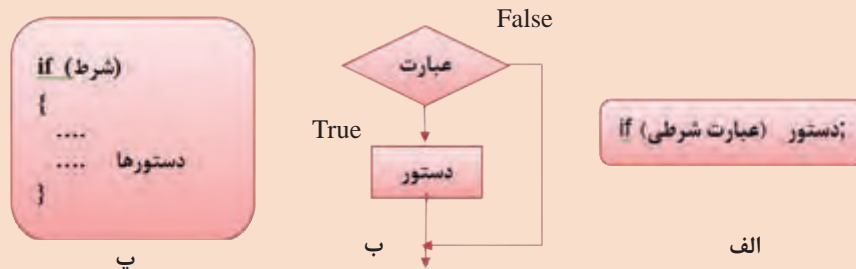 if (عبارت شرطی) دستور;
الف
False
عبارت
True
دستور
ب
if (شرط)
{
....
.... دستورها
}
پ